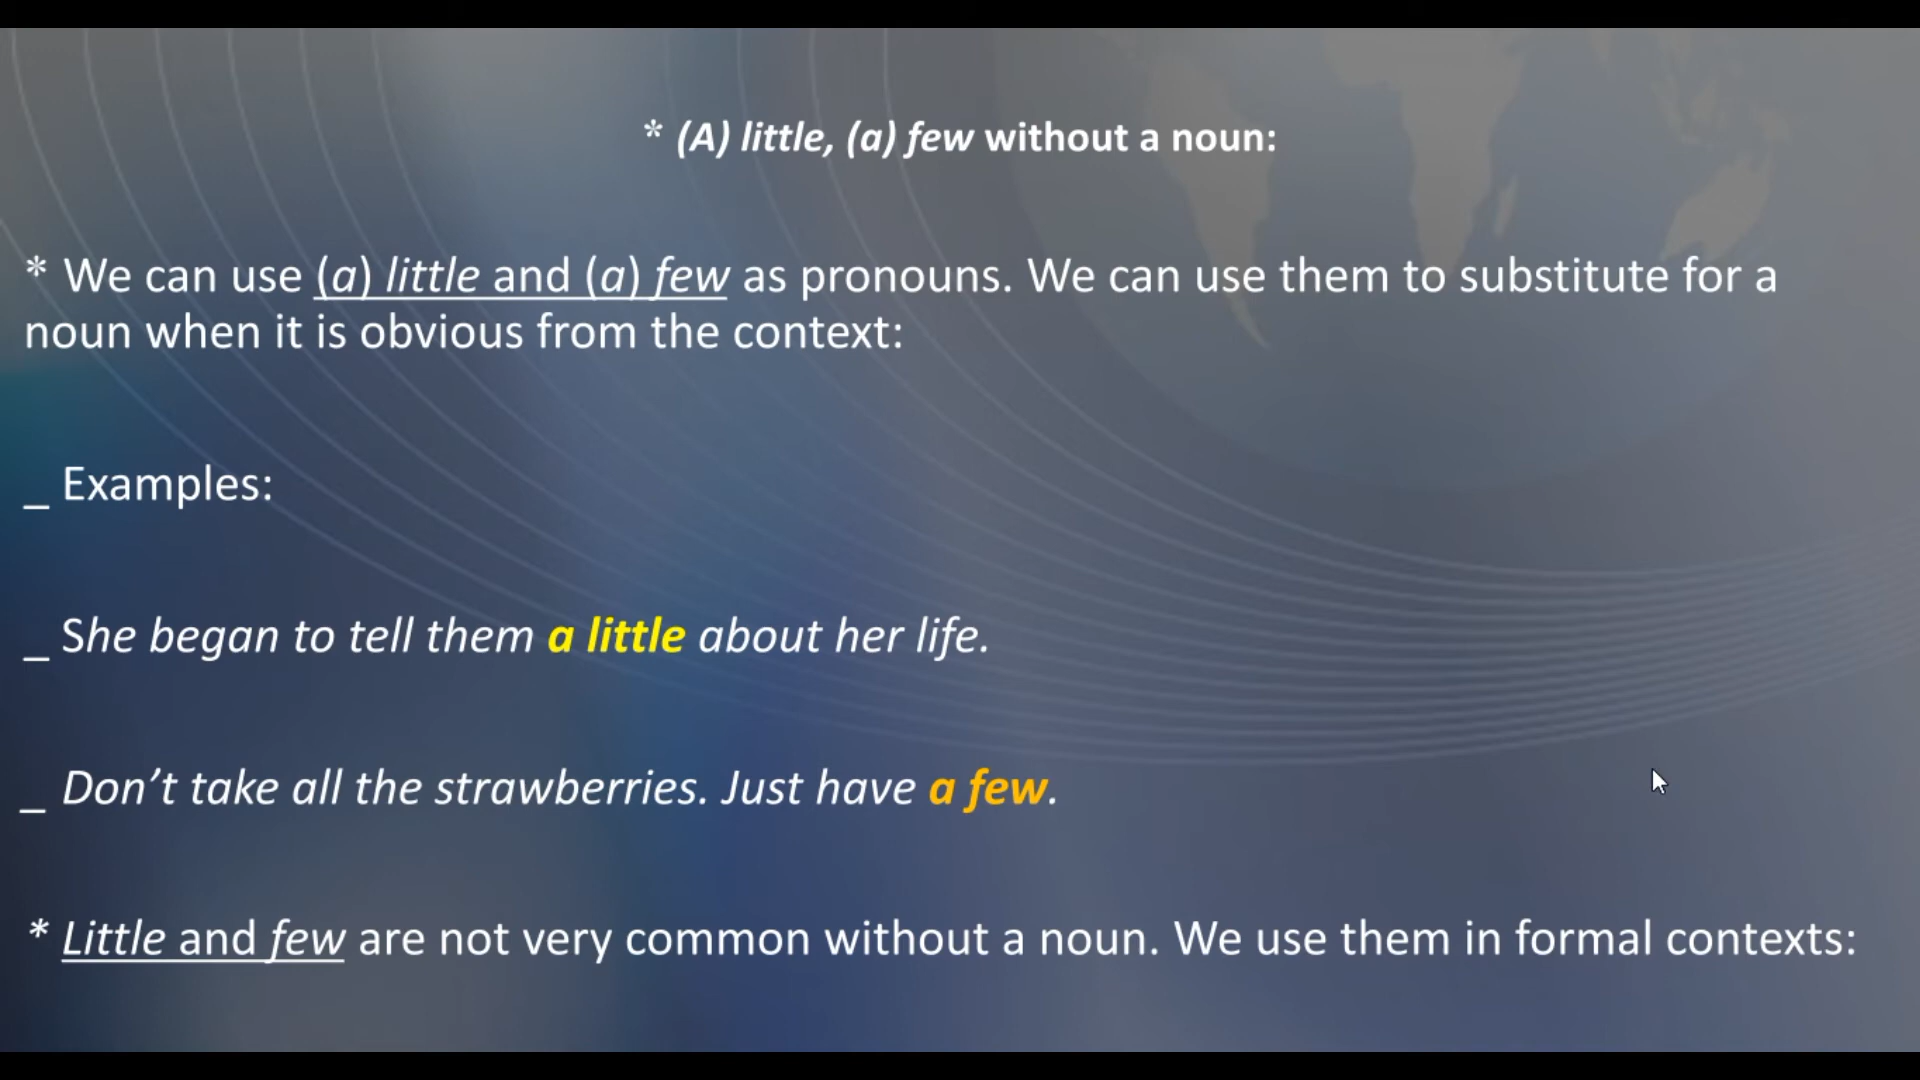 * (A) little, (a) few without a noun:
* We can use (a) little and (a) few as pronouns. We can use them to substitute for a
noun when it is obvious from the context:
_ Examples:
_ She began to tell them a little about her life.
_ Don’t take all the strawberries. Just have a few.
* Little and few are not very common without a noun. We use them in formal contexts: